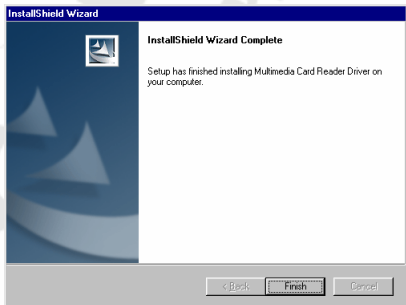 InstallShield Wizard
InstallShield Wizard Complete
Setup has finished installing Multimedia Card Reader Driver on
your computer.
< Back
Finish
Cancel